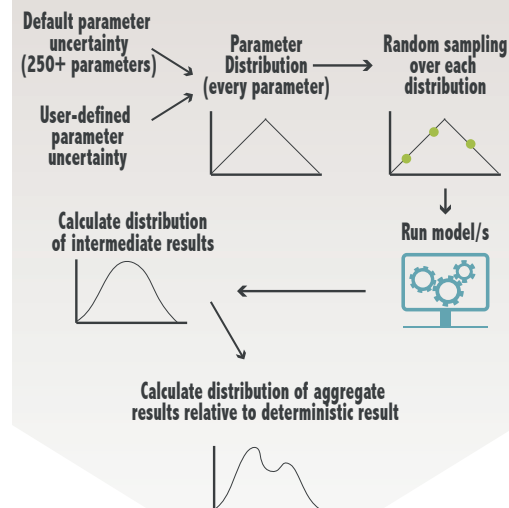 Default parameter
uncertainty
(250+ parameters)
User-defined
parameter
uncertainty
Parameter
Distribution
(every parameter)
Random sampling
over each
distribution
Run model/s
Calculate distribution
of intermediate results
Calculate distribution of aggregate
results relative to deterministic result